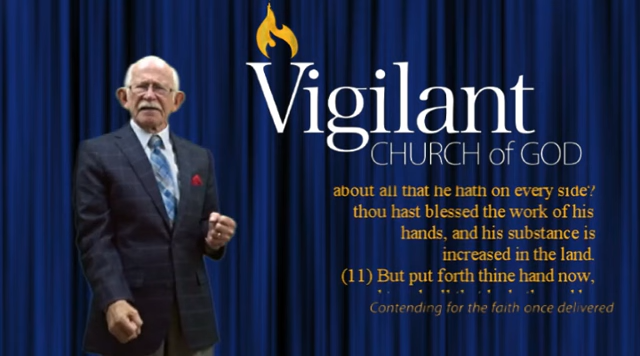 Vigilant
CHURCH of GOD
about all that he hath on every side?
thou hast blessed the work of his
hands, and his substance is
increased in the land.
(11) But put forth thine hand now,
Contending for the faith once delivered